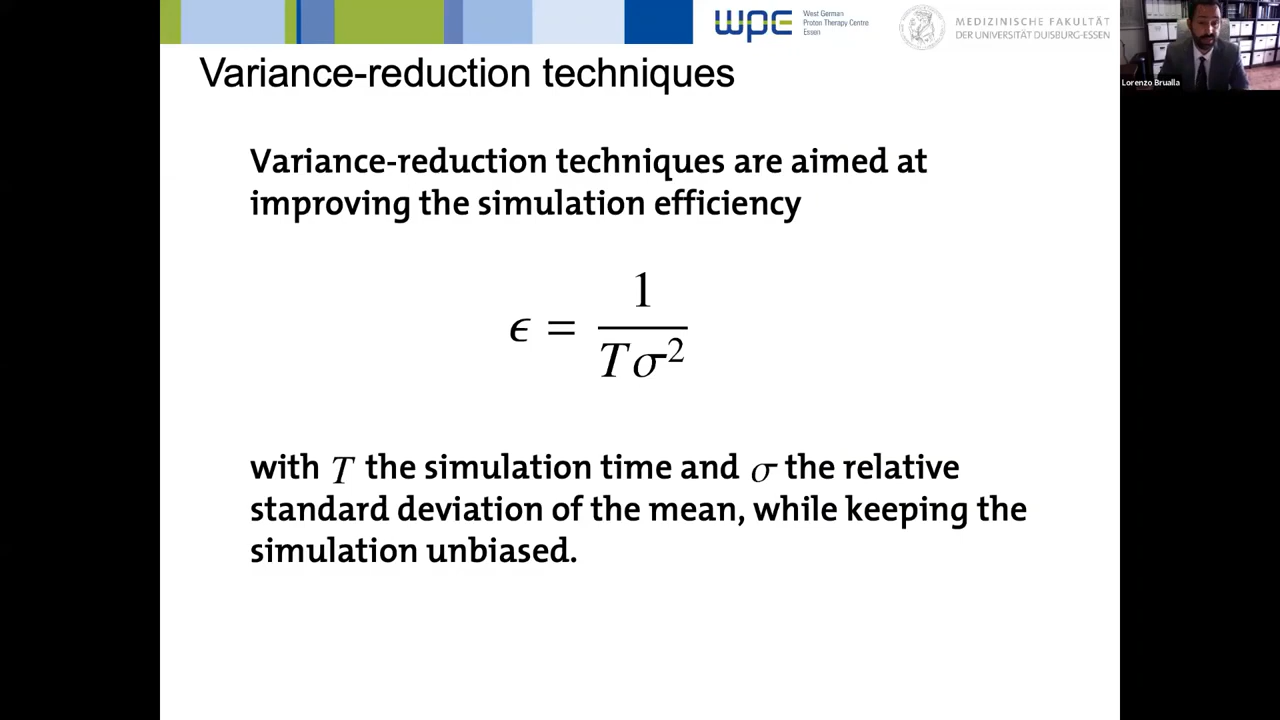 wpe
West German
Proton Therapy Centre
Essen
MEDIZINISCHE FAKULTÄT
DER UNIVERSITÄT DUISBURG-ESSEN
Lorenzo Brualla
Variance-reduction techniques
Variance-reduction techniques are aimed at
improving the simulation efficiency
ϵ = 1 / Tσ²
with T the simulation time and σ the relative
standard deviation of the mean, while keeping the
simulation unbiased.